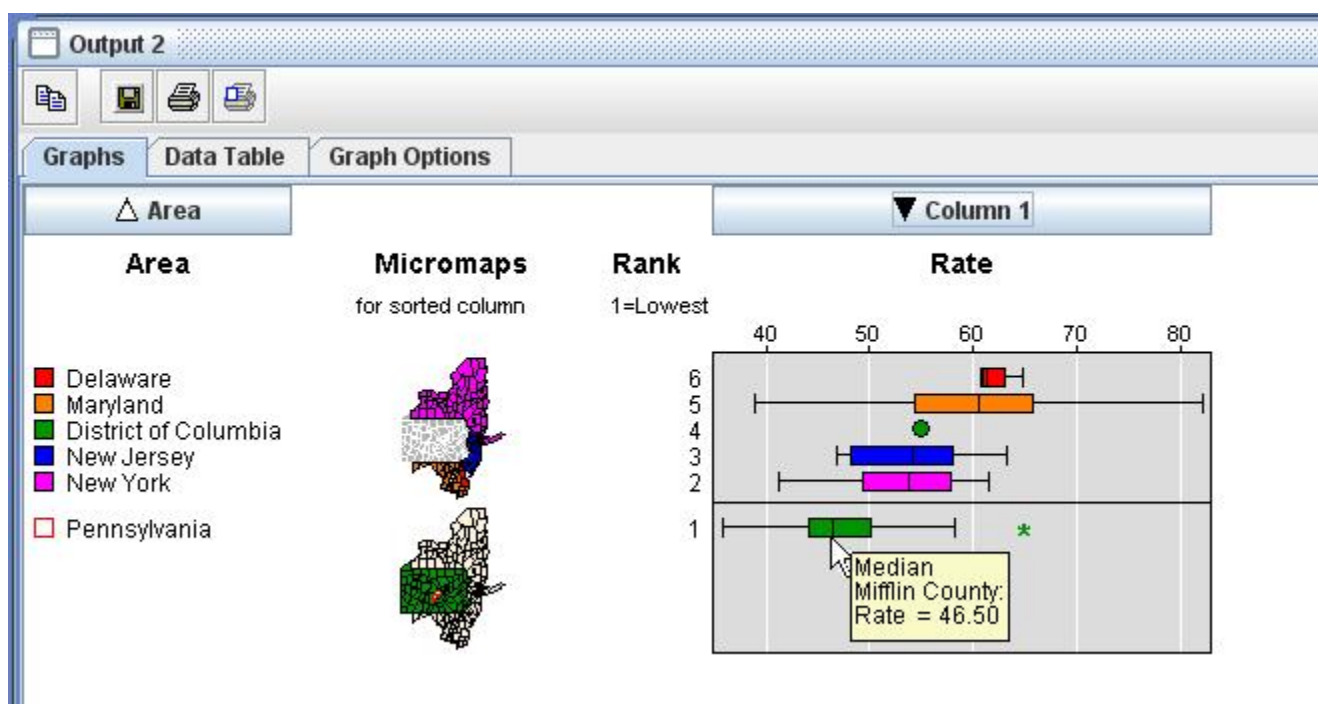 Output 2
Graphs Data Table Graph Options
△ Area ▼ Column 1
Area Micromaps Rank Rate
for sorted column 1=Lowest
40 50 60 70 80
Delaware 6
Maryland 5
District of Columbia 4
New Jersey 3
New York 2
Pennsylvania 1
*
Median
Mifflin County:
Rate = 46.50